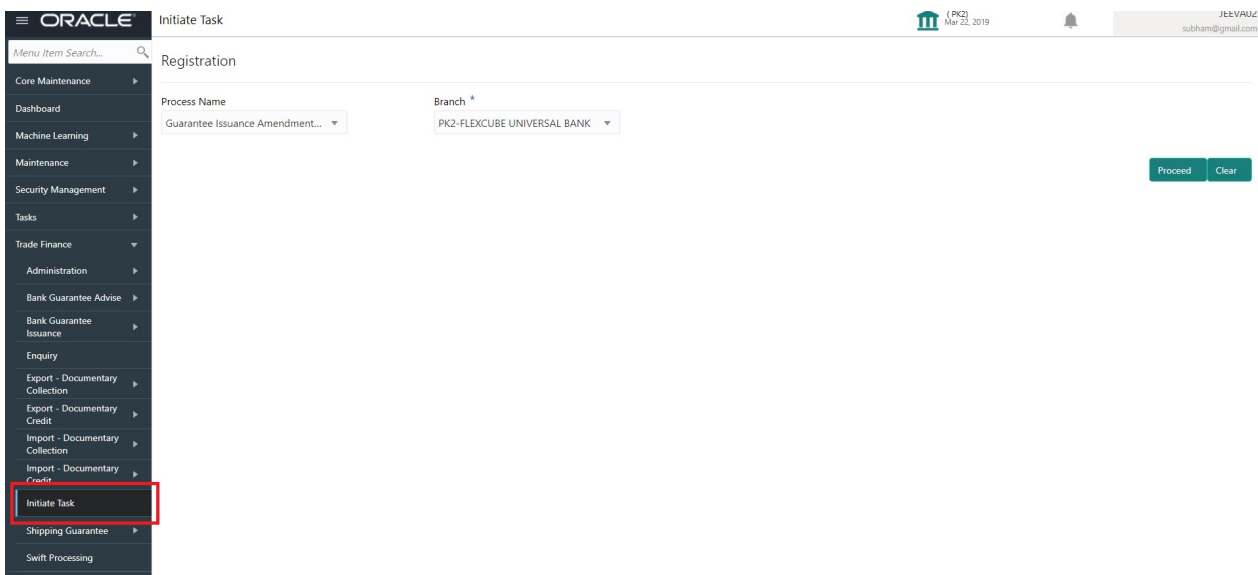 ORACLE
Initiate Task
(PK2)
Mar 22, 2019
JEEVA02
subham@gmail.com
Menu Item Search...
Core Maintenance
Dashboard
Machine Learning
Maintenance
Security Management
Tasks
Trade Finance
Administration
Bank Guarantee Advise
Bank Guarantee
Issuance
Enquiry
Export - Documentary
Collection
Export - Documentary
Credit
Import - Documentary
Collection
Import - Documentary
Credit
Initiate Task
Shipping Guarantee
Swift Processing
Registration
Process Name
Branch *
Guarantee Issuance Amendment...
PK2-FLEXCUBE UNIVERSAL BANK
Proceed
Clear